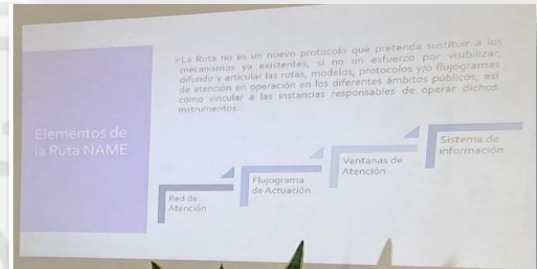 ➢La Ruta no es un nuevo protocolo que pretenda sustituir a los
mecanismos ya existentes, si no un esfuerzo por visibilizar,
difundir y articular las rutas, modelos, protocolos y/o flujogramas
de atención en operación en los diferentes ámbitos públicos, así
como vincular a las instancias responsables de operar dichos
instrumentos.
Elementos de
la Ruta NAME
Red de
Atención
Flujograma
de Actuación
Ventanas de
Atención
Sistema de
información